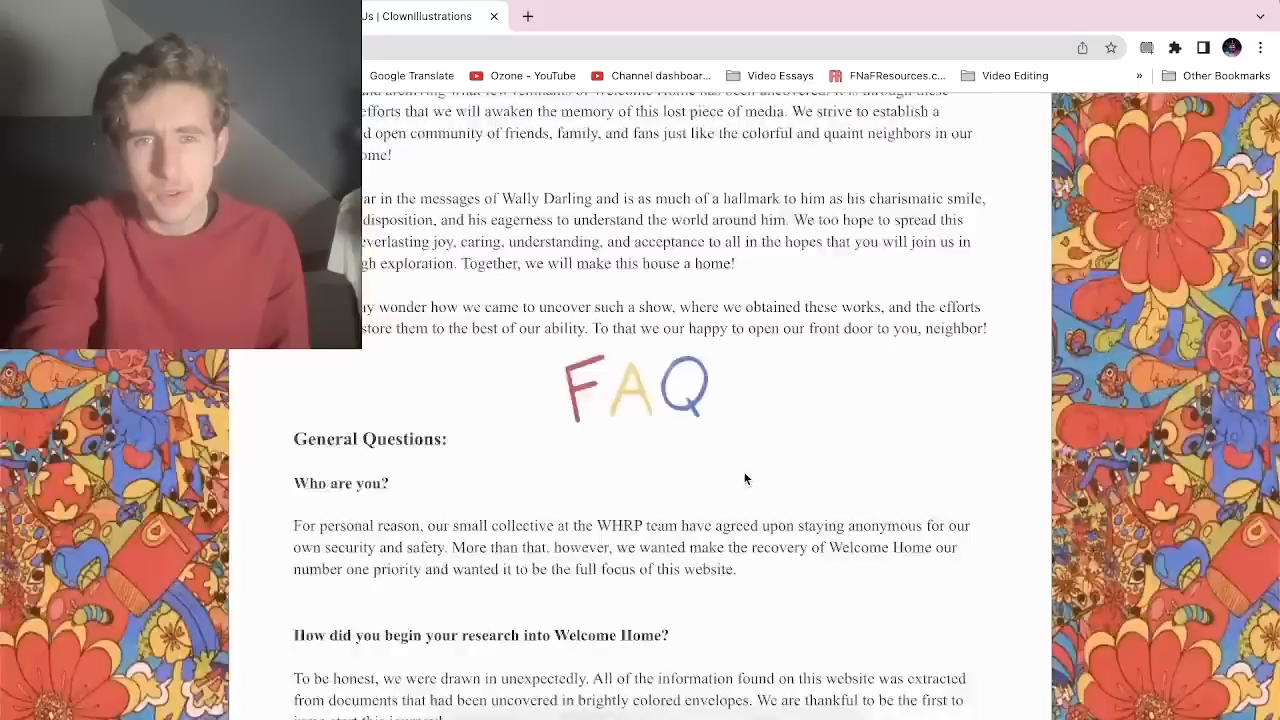 Us | ClownIllustrations
Google Translate
Ozone - YouTube
Channel dashboar...
Video Essays
FNaFResources.c...
Video Editing
»
Other Bookmarks
efforts that we will awaken the memory of this lost piece of media. We strive to establish a
d open community of friends, family, and fans just like the colorful and quaint neighbors in our
ome!
ar in the messages of Wally Darling and is as much of a hallmark to him as his charismatic smile,
disposition, and his eagerness to understand the world around him. We too hope to spread this
everlasting joy, caring, understanding, and acceptance to all in the hopes that you will join us in
gh exploration. Together, we will make this house a home!
ay wonder how we came to uncover such a show, where we obtained these works, and the efforts
store them to the best of our ability. To that we our happy to open our front door to you, neighbor!
FAQ
General Questions:
Who are you?
For personal reason, our small collective at the WHRP team have agreed upon staying anonymous for our
own security and safety. More than that, however, we wanted make the recovery of Welcome Home our
number one priority and wanted it to be the full focus of this website.
How did you begin your research into Welcome Home?
To be honest, we were drawn in unexpectedly. All of the information found on this website was extracted
from documents that had been uncovered in brightly colored envelopes. We are thankful to be the first to